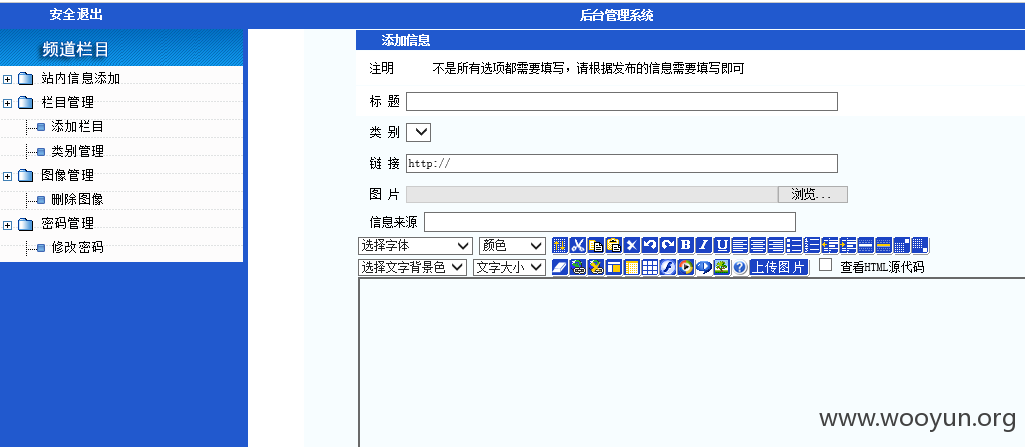 安全退出 后台管理系统
频道栏目
站内信息添加
栏目管理
添加栏目
类别管理
图像管理
删除图像
密码管理
修改密码
添加信息
注明 不是所有选项都需要填写，请根据发布的信息需要填写即可
标 题
类 别
链 接 http://
图 片 浏览...
信息来源
选择字体 颜色 B I U
选择文字背景色 文字大小 上传图片 查看HTML源代码
www.wooyun.org